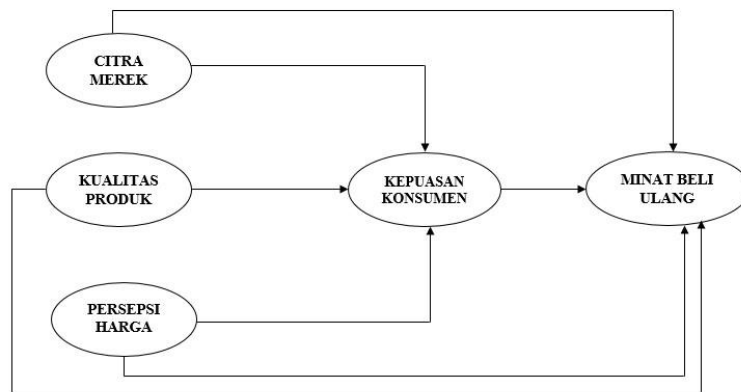 CITRA
MEREK
KUALITAS
PRODUK
KEPUASAN
KONSUMEN
MINAT BELI
ULANG
PERSEPSI
HARGA